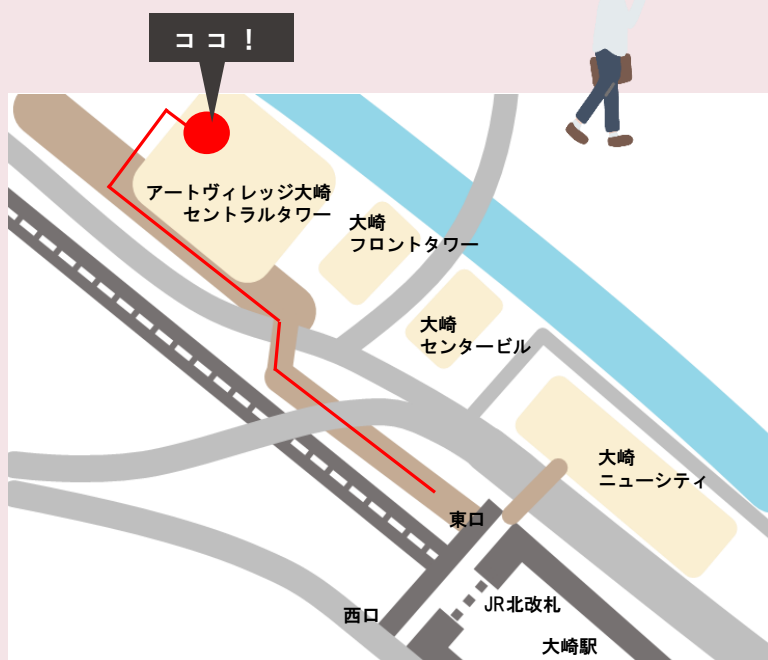 ココ！
アートヴィレッジ大崎
セントラルタワー
大崎
フロントタワー
大崎
センタービル
大崎
ニューシティ
東口
JR北改札
西口
大崎駅